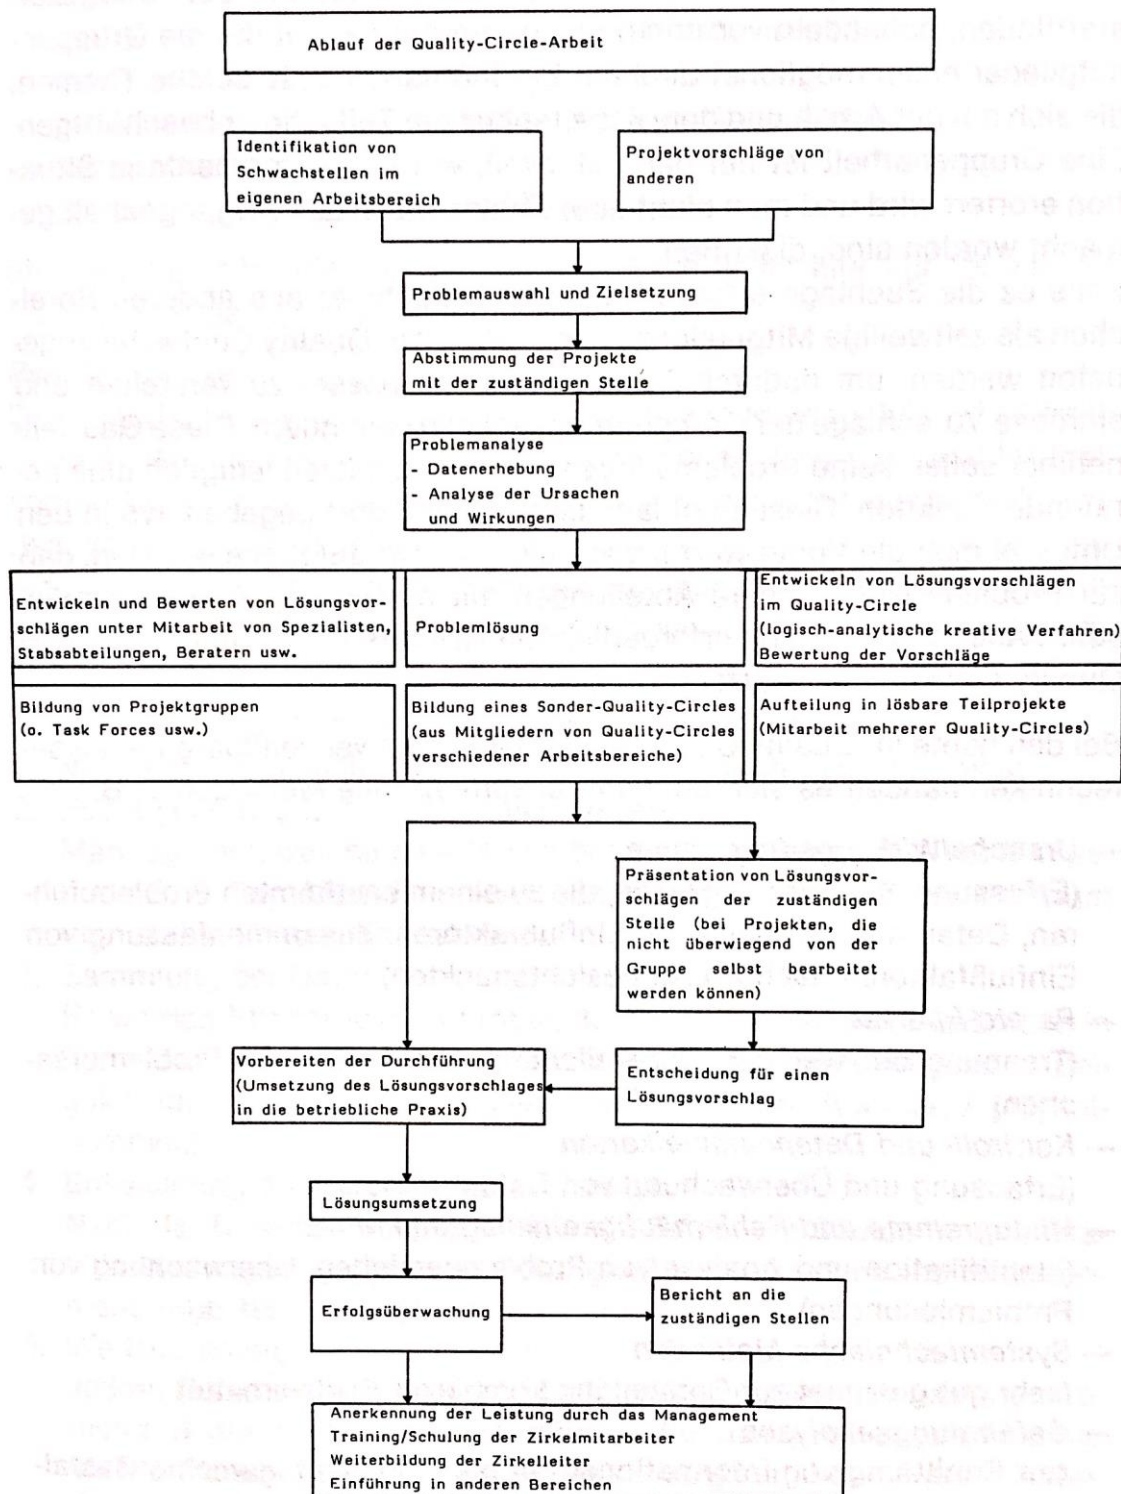 Ablauf der Quality-Circle-Arbeit
Identifikation von
Schwachstellen im
eigenen Arbeitsbereich
Projektvorschläge von
anderen
Problemauswahl und Zielsetzung
Abstimmung der Projekte
mit der zuständigen Stelle
Problemanalyse
- Datenerhebung
- Analyse der Ursachen
und Wirkungen
Entwickeln und Bewerten von Lösungsvor-
schlägen unter Mitarbeit von Spezialisten,
Stabsabteilungen, Beratern usw.
Problemlösung
Entwickeln von Lösungsvorschlägen
im Quality-Circle
(logisch-analytische kreative Verfahren)
Bewertung der Vorschläge
Bildung von Projektgruppen
(o. Task Forces usw.)
Bildung eines Sonder-Quality-Circles
(aus Mitgliedern von Quality-Circles
verschiedener Arbeitsbereiche)
Aufteilung in lösbare Teilprojekte
(Mitarbeit mehrerer Quality-Circles)
Präsentation von Lösungsvor-
schlägen der zuständigen
Stelle (bei Projekten, die
nicht überwiegend von der
Gruppe selbst bearbeitet
werden können)
Vorbereiten der Durchführung
(Umsetzung des Lösungsvorschlages
in die betriebliche Praxis)
Entscheidung für einen
Lösungsvorschlag
Lösungsumsetzung
Erfolgsüberwachung
Bericht an die
zuständigen Stellen
Anerkennung der Leistung durch das Management
Training/Schulung der Zirkelmitarbeiter
Weiterbildung der Zirkelleiter
Einführung in anderen Bereichen